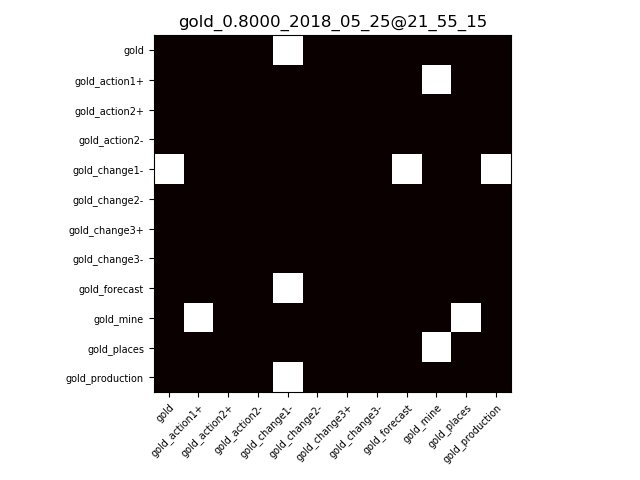 gold_0.8000_2018_05_25@21_55_15
gold
gold_action1+
gold_action2+
gold_action2-
gold_change1-
gold_change2-
gold_change3+
gold_change3-
gold_forecast
gold_mine
gold_places
gold_production
gold
gold_action1+
gold_action2+
gold_action2-
gold_change1-
gold_change2-
gold_change3+
gold_change3-
gold_forecast
gold_mine
gold_places
gold_production